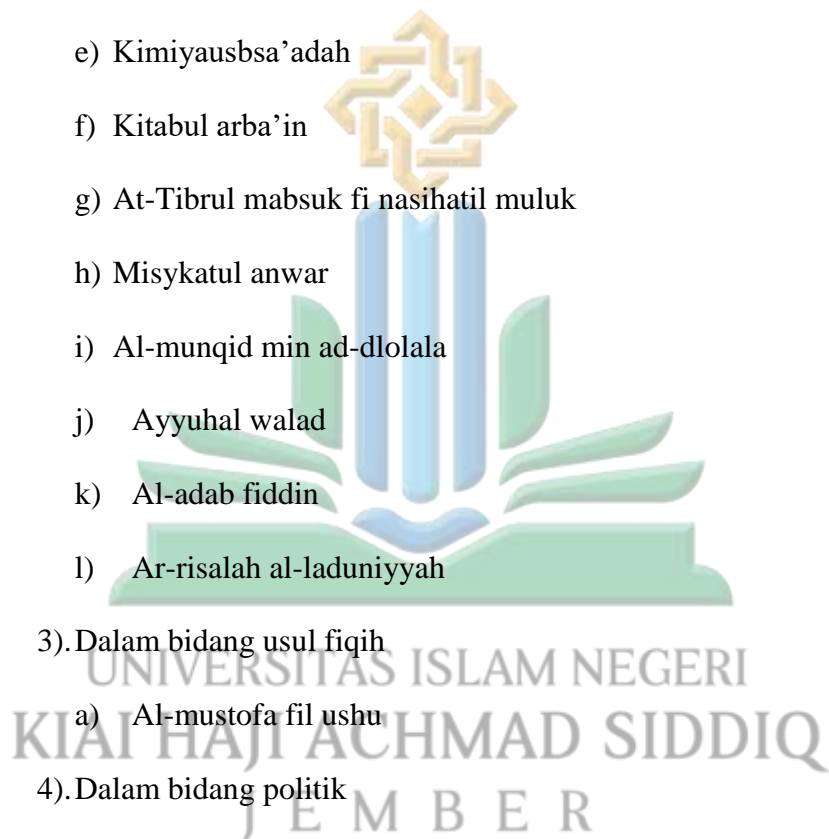 e) Kimiyausbsa’adah
f) Kitabul arba’in
g) At-Tibrul mabsuk fi nasihatil muluk
h) Misykatul anwar
i) Al-munqid min ad-dlolala
j) Ayyuhal walad
k) Al-adab fiddin
l) Ar-risalah al-laduniyyah
3). Dalam bidang usul fiqih
UNIVERSITAS ISLAM NEGERI
a) Al-mustofa fil ushu
KIAI HAJI ACHMAD SIDDIQ
4). Dalam bidang politik
JEMBER